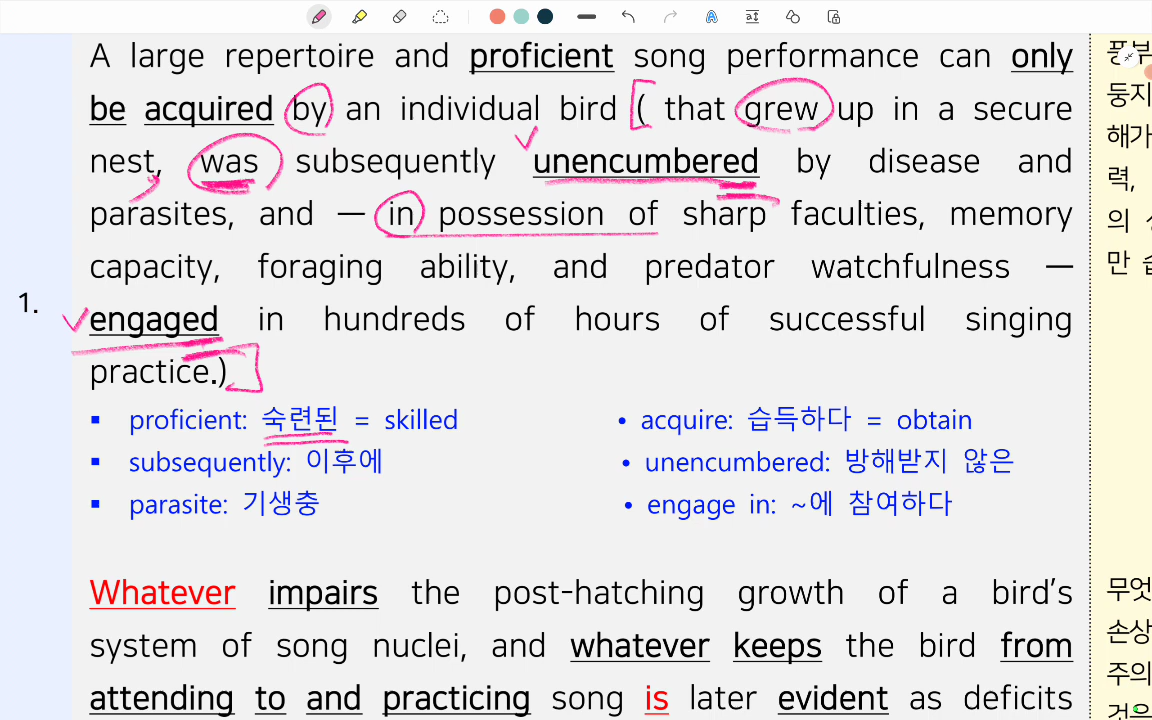 A large repertoire and proficient song performance can only
be acquired by an individual bird ( that grew up in a secure
nest, was subsequently unencumbered by disease and
parasites, and — in possession of sharp faculties, memory
capacity, foraging ability, and predator watchfulness —
1.
engaged in hundreds of hours of successful singing
practice.)
▪ proficient: 숙련된 = skilled
• acquire: 습득하다 = obtain
▪ subsequently: 이후에
• unencumbered: 방해받지 않은
▪ parasite: 기생충
• engage in: ~에 참여하다
Whatever impairs the post-hatching growth of a bird's
system of song nuclei, and whatever keeps the bird from
attending to and practicing song is later evident as deficits
둥지
해가
력,
의
만
무엇
손상
주의
것은